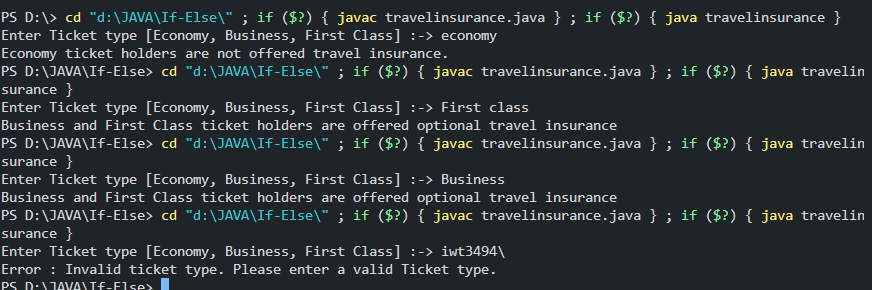 PS D:\> cd "d:\JAVA\If-Else\" ; if ($?) { javac travelinsurance.java } ; if ($?) { java travelinsurance }
Enter Ticket type [Economy, Business, First Class] :-> economy
Economy ticket holders are not offered travel insurance.
PS D:\JAVA\If-Else> cd "d:\JAVA\If-Else\" ; if ($?) { javac travelinsurance.java } ; if ($?) { java travelin
surance }
Enter Ticket type [Economy, Business, First Class] :-> First class
Business and First Class ticket holders are offered optional travel insurance
PS D:\JAVA\If-Else> cd "d:\JAVA\If-Else\" ; if ($?) { javac travelinsurance.java } ; if ($?) { java travelin
surance }
Enter Ticket type [Economy, Business, First Class] :-> Business
Business and First Class ticket holders are offered optional travel insurance
PS D:\JAVA\If-Else> cd "d:\JAVA\If-Else\" ; if ($?) { javac travelinsurance.java } ; if ($?) { java travelin
surance }
Enter Ticket type [Economy, Business, First Class] :-> iwt3494\
Error : Invalid ticket type. Please enter a valid Ticket type.
PS D:\JAVA\If-Else>